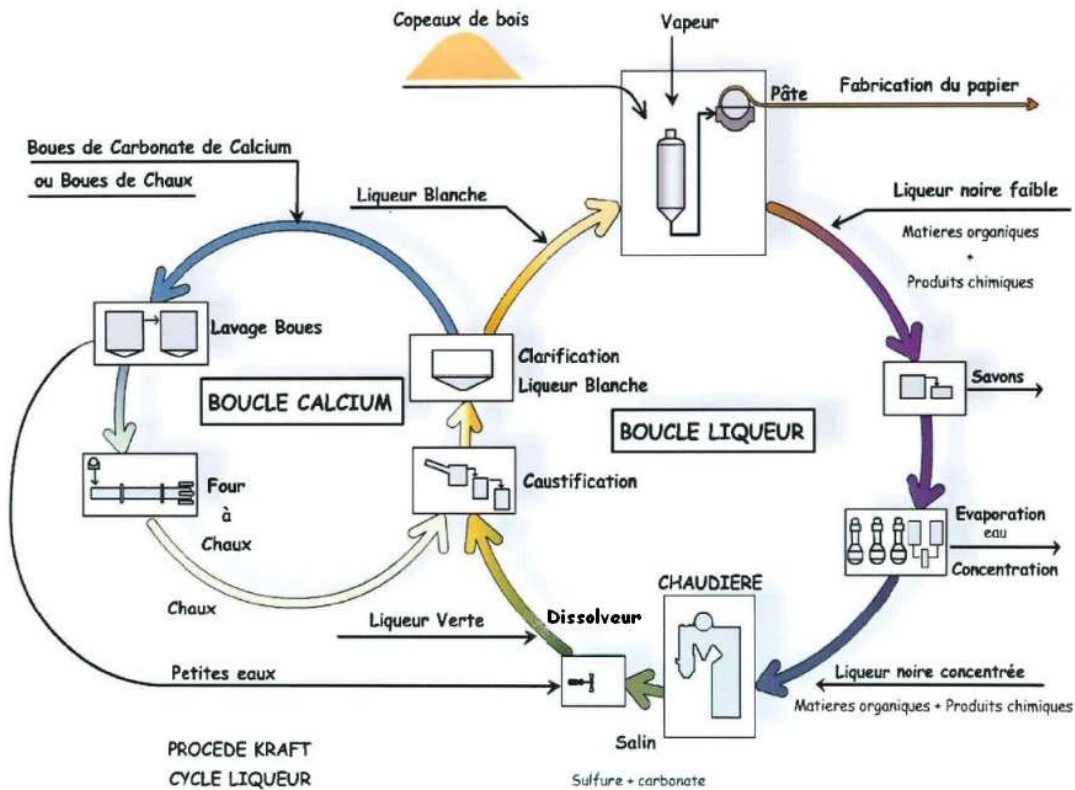 Copeaux de bois
Vapeur
Pâte
Fabrication du papier
Boues de Carbonate de Calcium
ou Boues de Chaux
Liqueur Blanche
Liqueur noire faible
Matieres organiques
+
Produits chimiques
Lavage Boues
Clarification
Liqueur Blanche
Savons
BOUCLE CALCIUM
BOUCLE LIQUEUR
Four
à
Chaux
Caustification
Evaporation
eau
Concentration
CHAUDIERE
Chaux
Liqueur Verte
Dissolveur
Petites eaux
Liqueur noire concentrée
Matieres organiques + Produits chimiques
Salin
PROCEDE KRAFT
CYCLE LIQUEUR
Sulfure + carbonate